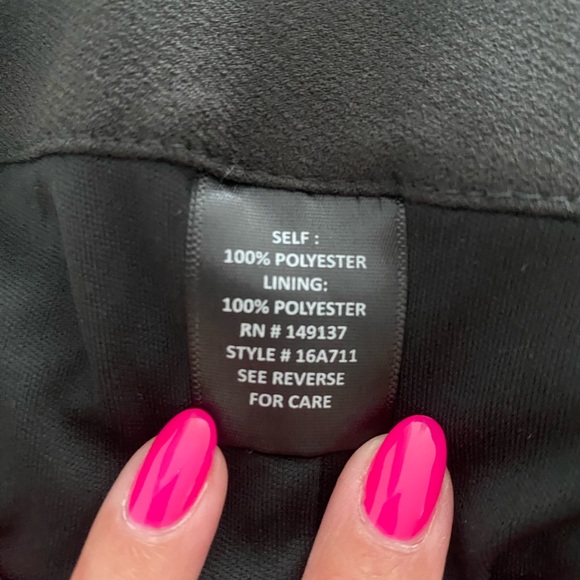 SELF :
100% POLYESTER
LINING:
100% POLYESTER
RN # 149137
STYLE # 16A711
SEE REVERSE
FOR CARE